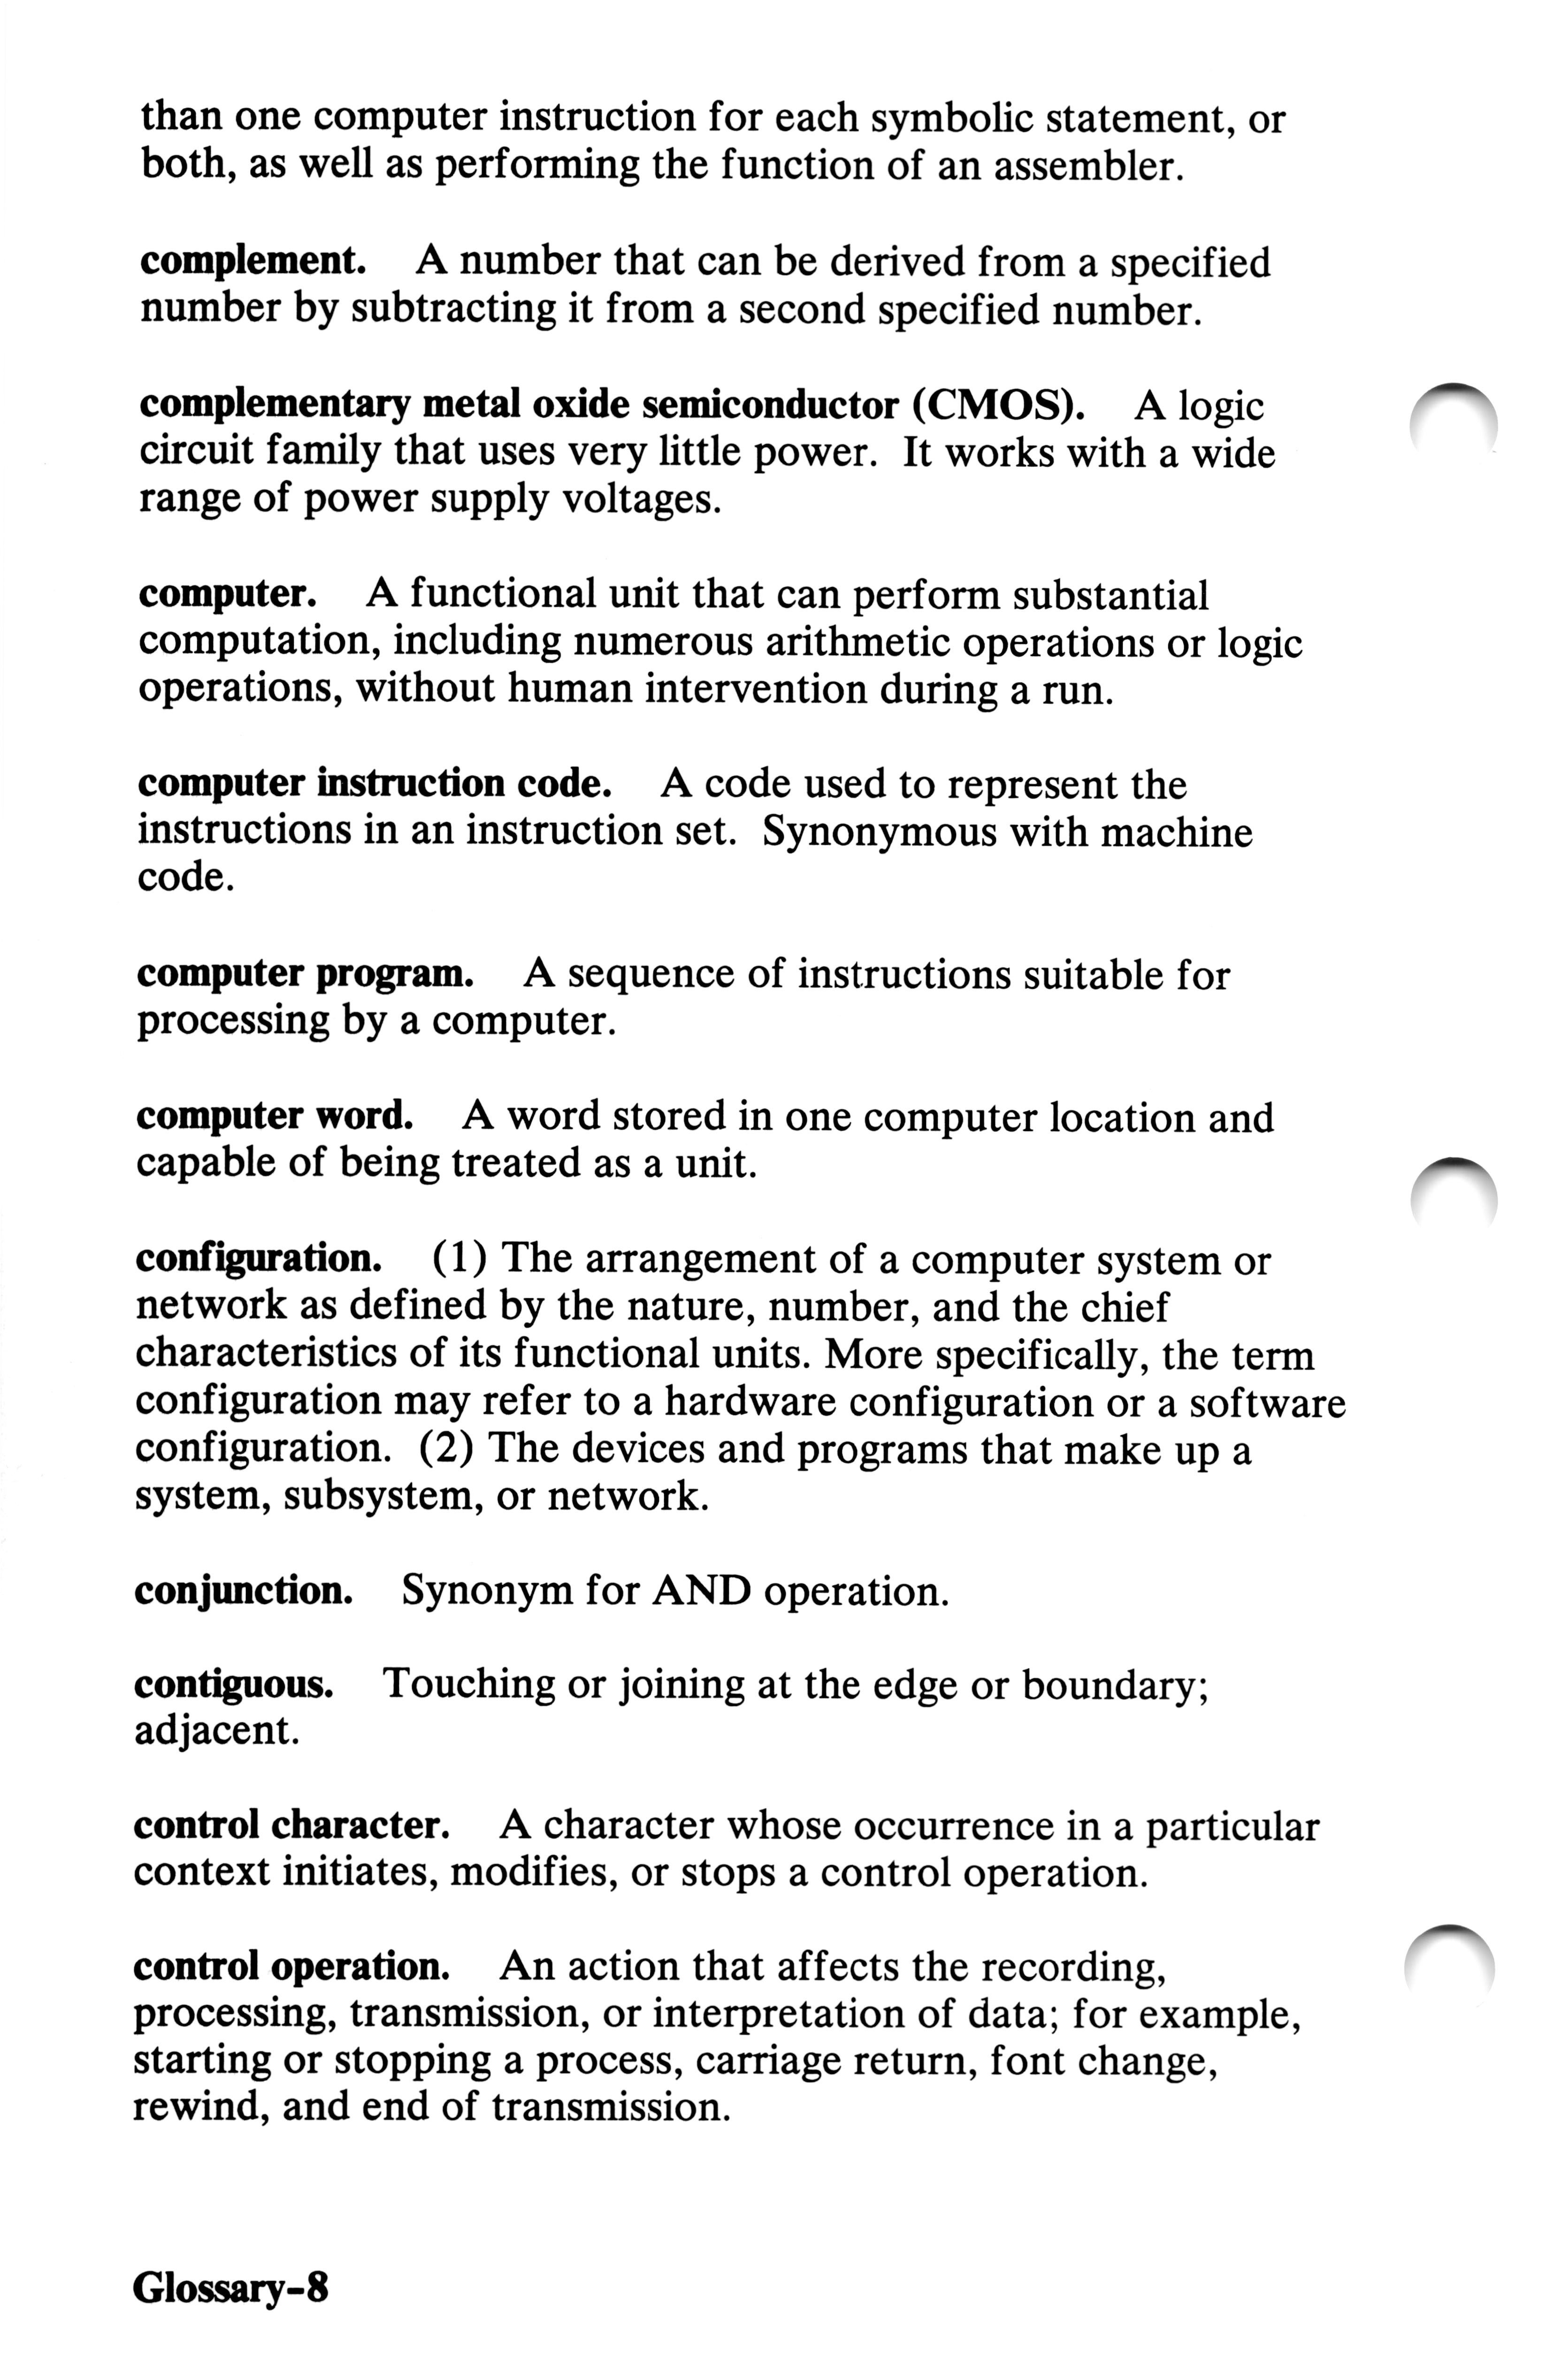 than one computer instruction for each symbolic statement, or
both, as well as performing the function of an assembler.
complement. A number that can be derived from a specified
number by subtracting it from a second specified number.
complementary metal oxide semiconductor (CMOS). A logic
circuit family that uses very little power. It works with a wide
range of power supply voltages.
computer. A functional unit that can perform substantial
computation, including numerous arithmetic operations or logic
operations, without human intervention during a run.
computer instruction code. A code used to represent the
instructions in an instruction set. Synonymous with machine
code.
computer program. A sequence of instructions suitable for
processing by a computer.
computer word. A word stored in one computer location and
capable of being treated as a unit.
configuration. (1) The arrangement of a computer system or
network as defined by the nature, number, and the chief
characteristics of its functional units. More specifically, the term
configuration may refer to a hardware configuration or a software
configuration. (2) The devices and programs that make up a
system, subsystem, or network.
conjunction. Synonym for AND operation.
contiguous. Touching or joining at the edge or boundary;
adjacent.
control character. A character whose occurrence in a particular
context initiates, modifies, or stops a control operation.
control operation. An action that affects the recording,
processing, transmission, or interpretation of data; for example,
starting or stopping a process, carriage return, font change,
rewind, and end of transmission.
Glossary-8